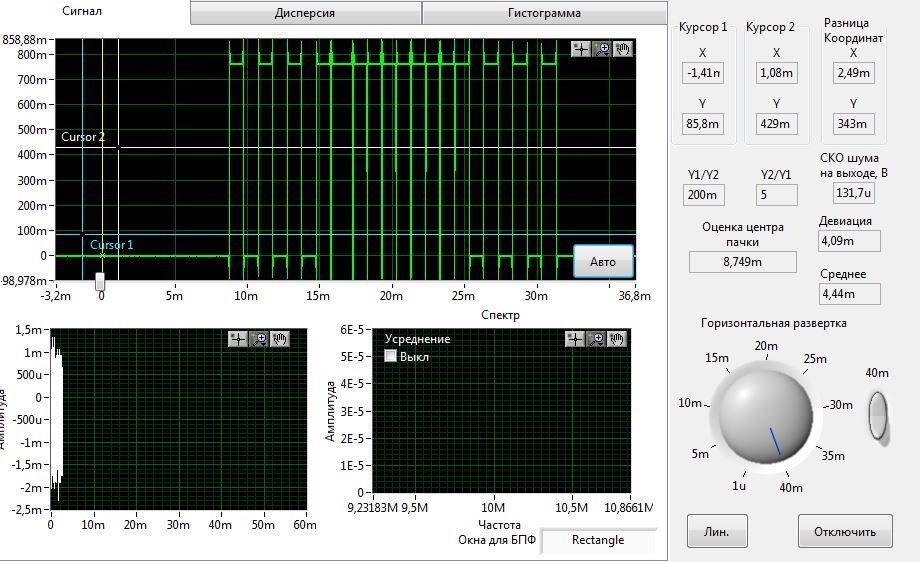 Сигнал
Дисперсия
Гистограмма
858,88m
800m
700m
600m
500m
400m
300m
200m
100m
0
-98,978m
Cursor 2
Cursor 1
Авто
-3,2m 0 5m 10m 15m 20m 25m 30m 36,8m
Спектр
1,5m
1m
500u
0
-500u
-1m
-1,5m
-2m
-2,5m
Амплитуда
0 10m 20m 30m 40m 50m 60m
6E-5
5E-5
4E-5
3E-5
2E-5
1E-5
0
Амплитуда
Усреднение
Выкл
9,23183M 9,5M 10M 10,5M 10,8661M
Частота
Окна для БПФ Rectangle
Курсор 1 Курсор 2 Разница
Координат
X X X
-1,41m 1,08m 2,49m
Y Y Y
85,8m 429m 343m
Y1/Y2 Y2/Y1 СКО шума
на выходе, В
200m 5 131,7u
Оценка центра
пачки
8,749m
Девиация
4,09m
Среднее
4,44m
Горизонтальная развертка
1u
5m
10m
15m
20m
25m
30m
35m
40m
40m
Лин.
Отключить